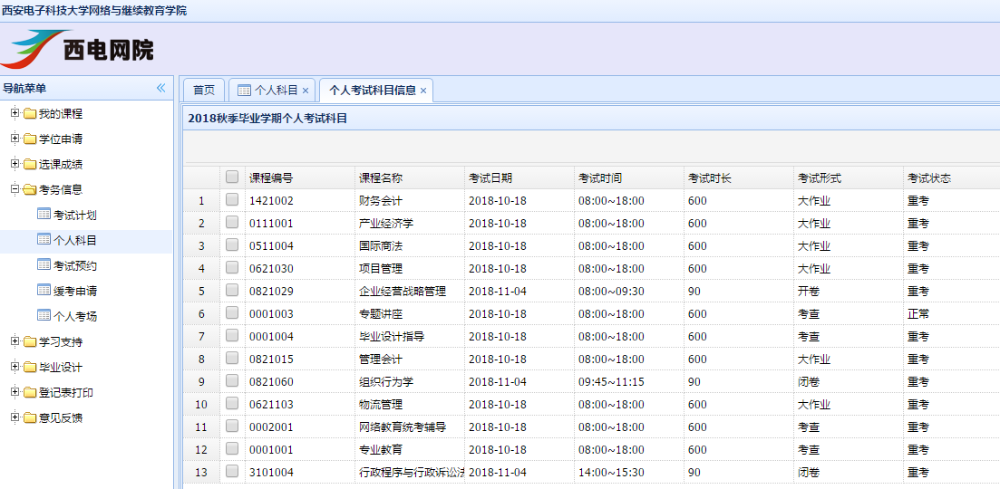 西安电子科技大学网络与继续教育学院
西电网院
导航菜单
我的课程
学位申请
选课成绩
考务信息
考试计划
个人科目
考试预约
缓考申请
个人考场
学习支持
毕业设计
登记表打印
意见反馈
首页 个人科目 × 个人考试科目信息 ×
2018秋季毕业学期个人考试科目
课程编号 课程名称 考试日期 考试时间 考试时长 考试形式 考试状态
1 1421002 财务会计 2018-10-18 08:00~18:00 600 大作业 重考
2 0111001 产业经济学 2018-10-18 08:00~18:00 600 大作业 重考
3 0511004 国际商法 2018-10-18 08:00~18:00 600 大作业 重考
4 0621030 项目管理 2018-10-18 08:00~18:00 600 大作业 重考
5 0821029 企业经营战略管理 2018-11-04 08:00~09:30 90 开卷 重考
6 0001003 专题讲座 2018-10-18 08:00~18:00 600 考查 正常
7 0001004 毕业设计指导 2018-10-18 08:00~18:00 600 考查 重考
8 0821015 管理会计 2018-10-18 08:00~18:00 600 大作业 重考
9 0821060 组织行为学 2018-11-04 09:45~11:15 90 闭卷 重考
10 0621103 物流管理 2018-10-18 08:00~18:00 600 大作业 重考
11 0002001 网络教育统考辅导 2018-10-18 08:00~18:00 600 考查 重考
12 0001001 专业教育 2018-10-18 08:00~18:00 600 考查 重考
13 3101004 行政程序与行政诉讼法 2018-11-04 14:00~15:30 90 闭卷 重考